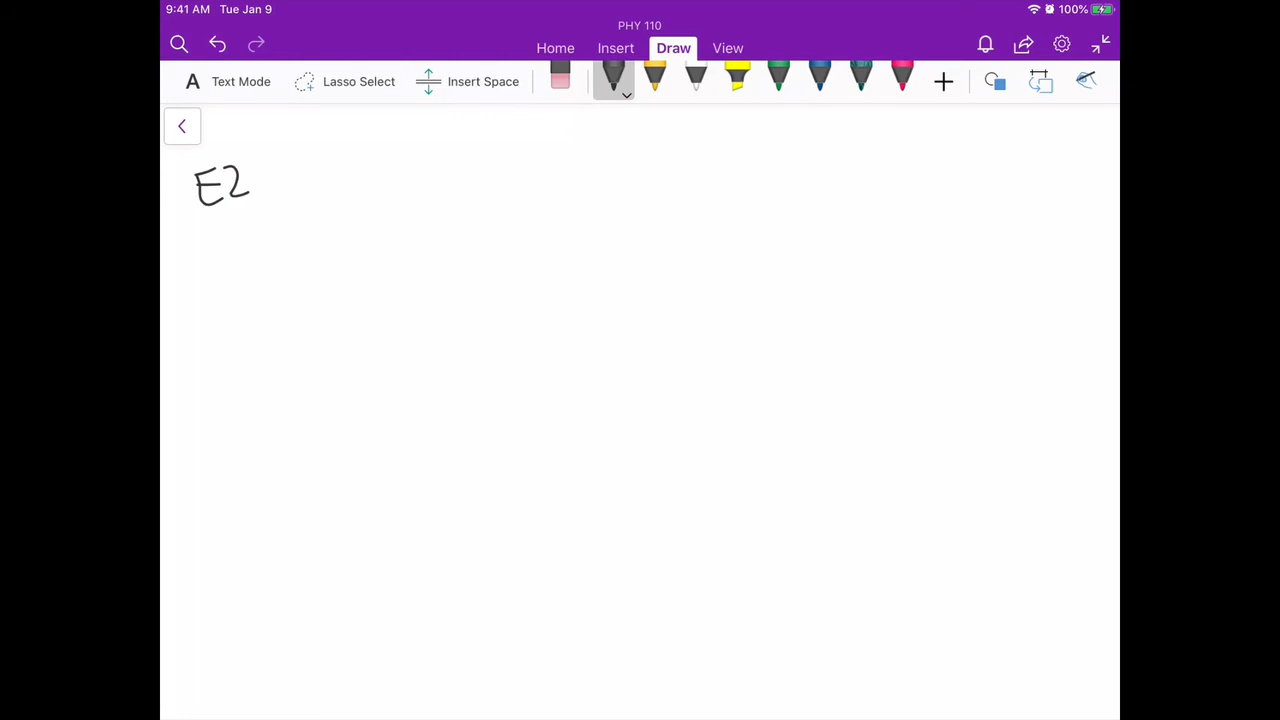 9:41 AM Tue Jan 9 100%
PHY 110
Home Insert Draw View
A Text Mode Lasso Select Insert Space
E2